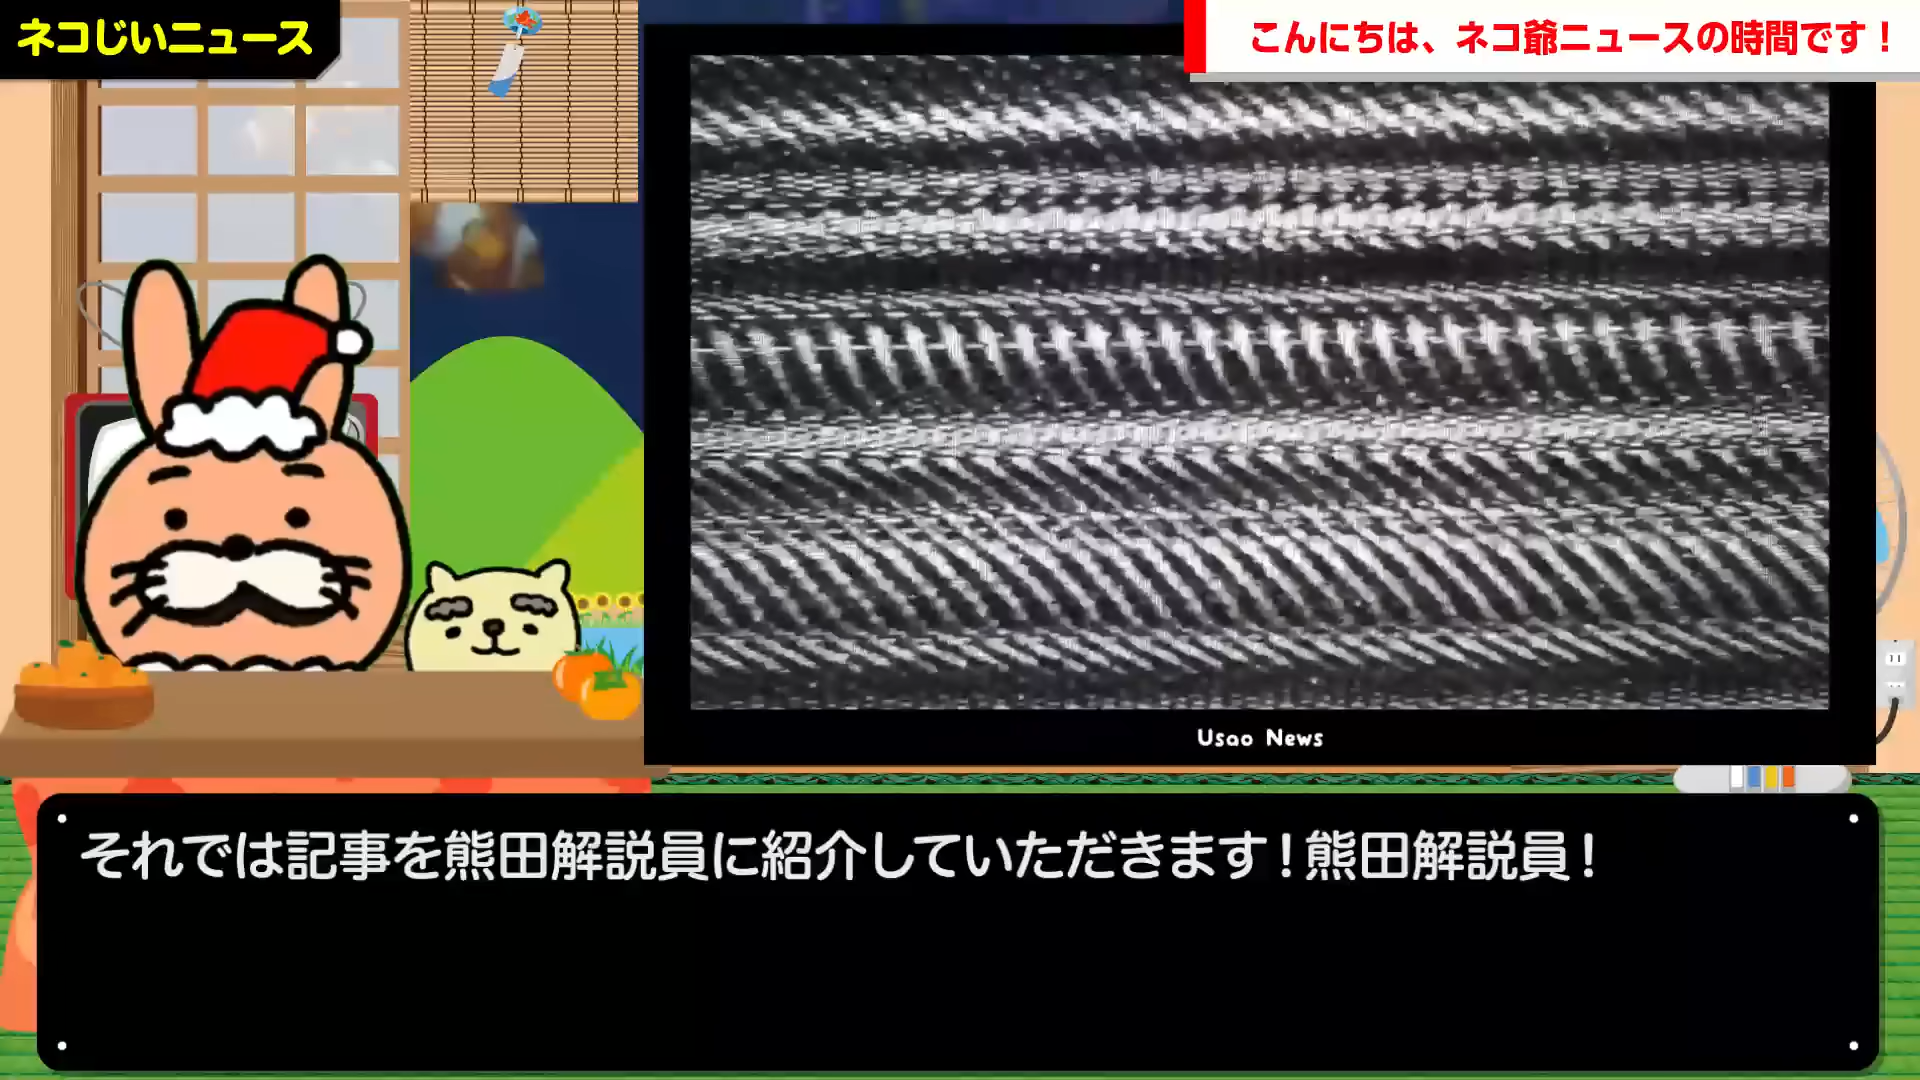 ネコじいニュース
こんにちは、ネコ爺ニュースの時間です！
Usao News
それでは記事を熊田解説員に紹介していただきます！熊田解説員！